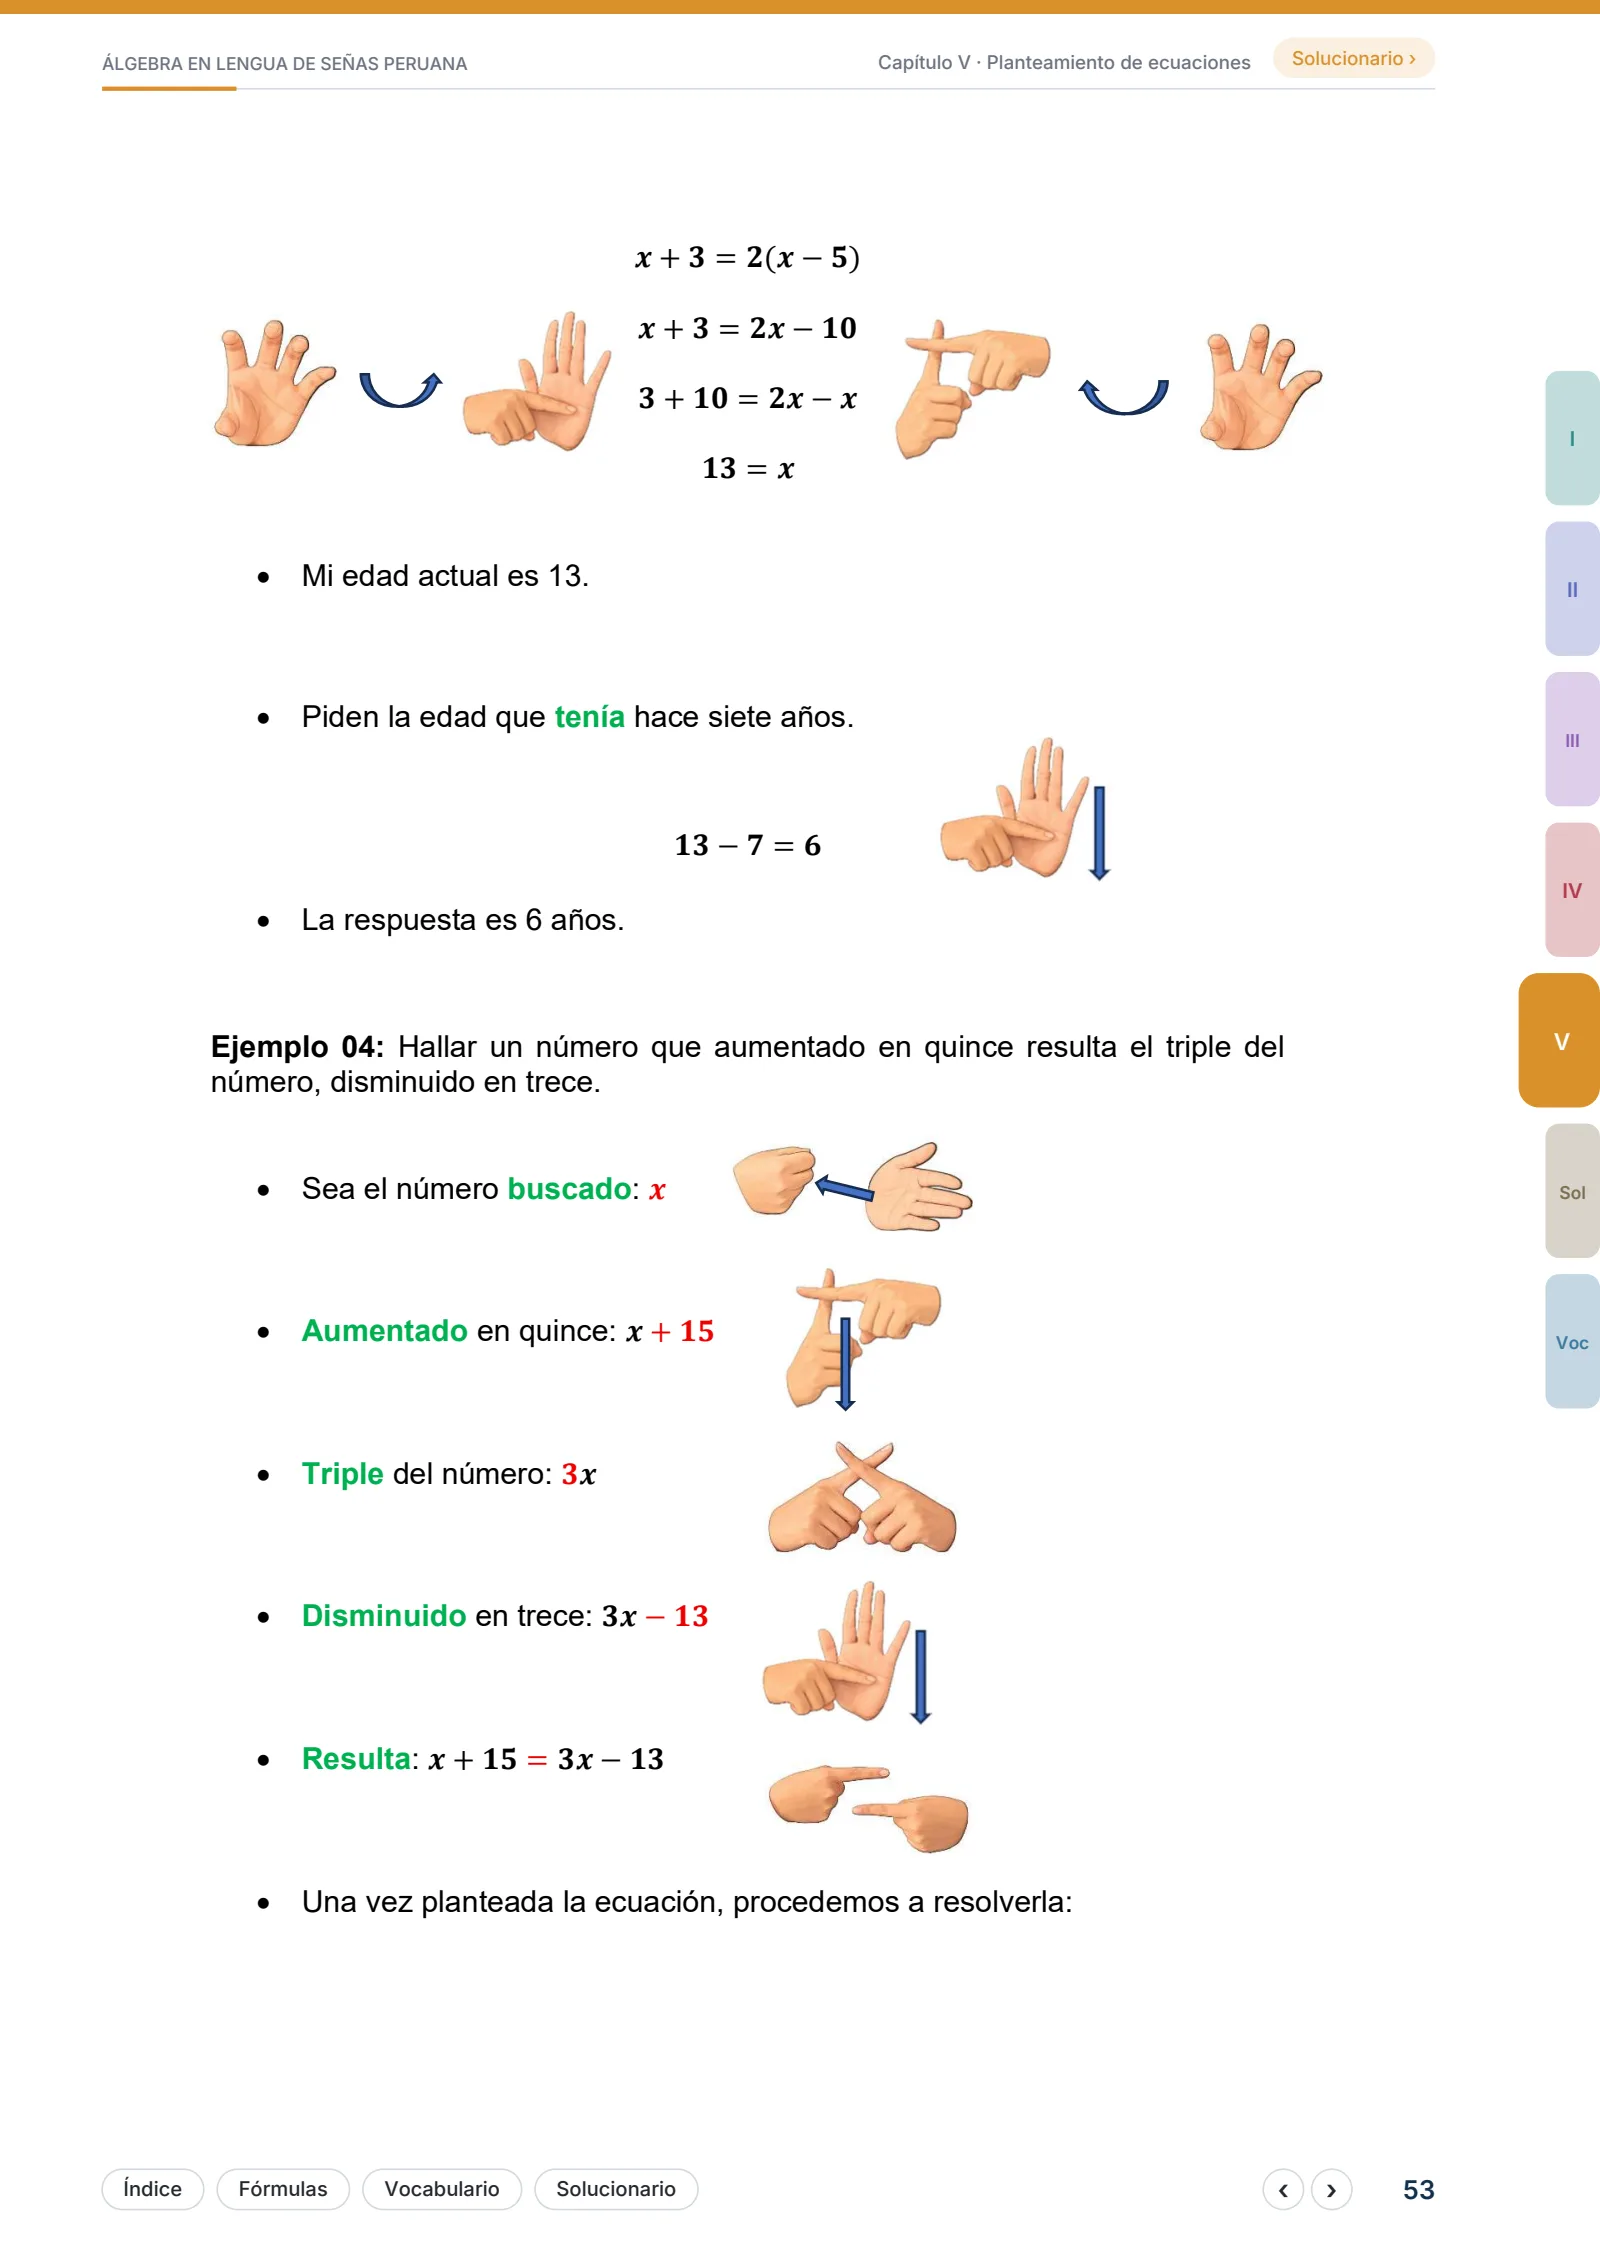 ÁLGEBRA EN LENGUA DE SEÑAS PERUANA
Capítulo V · Planteamiento de ecuaciones
Solucionario ›
x + 3 = 2(x − 5)
x + 3 = 2x − 10
3 + 10 = 2x − x
13 = x
• Mi edad actual es 13.
• Piden la edad que tenía hace siete años.
13 − 7 = 6
• La respuesta es 6 años.
Ejemplo 04: Hallar un número que aumentado en quince resulta el triple del
número, disminuido en trece.
• Sea el número buscado: x
• Aumentado en quince: x + 15
• Triple del número: 3x
• Disminuido en trece: 3x − 13
• Resulta: x + 15 = 3x − 13
• Una vez planteada la ecuación, procedemos a resolverla:
I
II
III
IV
V
Sol
Voc
Índice
Fórmulas
Vocabulario
Solucionario
‹
›
53